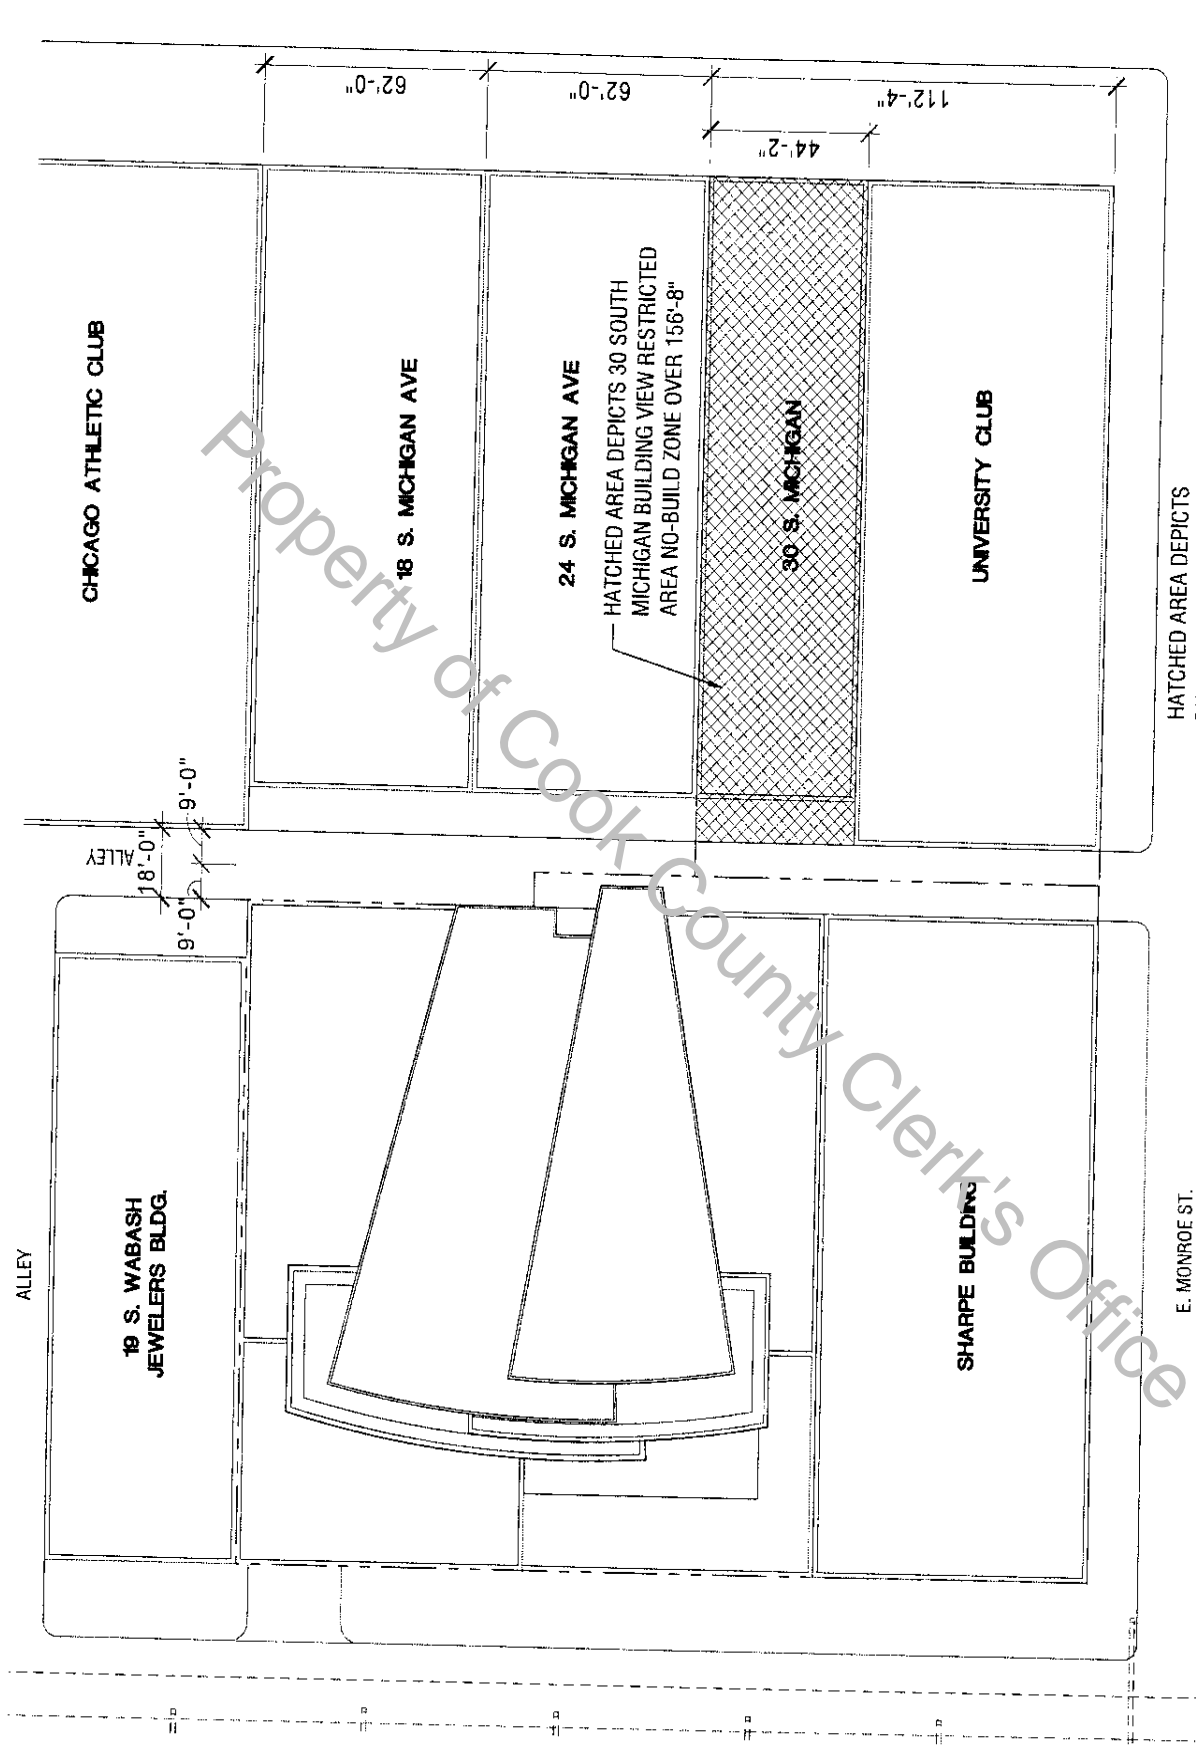 62'-0"
62'-0"
112'-4"
44'-2"
CHICAGO ATHLETIC CLUB
18 S. MICHIGAN AVE
24 S. MICHIGAN AVE
HATCHED AREA DEPICTS 30 SOUTH
MICHIGAN BUILDING VIEW RESTRICTED
AREA NO-BUILD ZONE OVER 156'-8"
30 S. MICHIGAN
UNIVERSITY CLUB
HATCHED AREA DEPICTS
ALLEY
18'-0"
9'-0"
9'-0"
ALLEY
19 S. WABASH
JEWELERS BLDG.
SHARPE BUILDING
E. MONROE ST.
Property of Cook County Clerk's Office